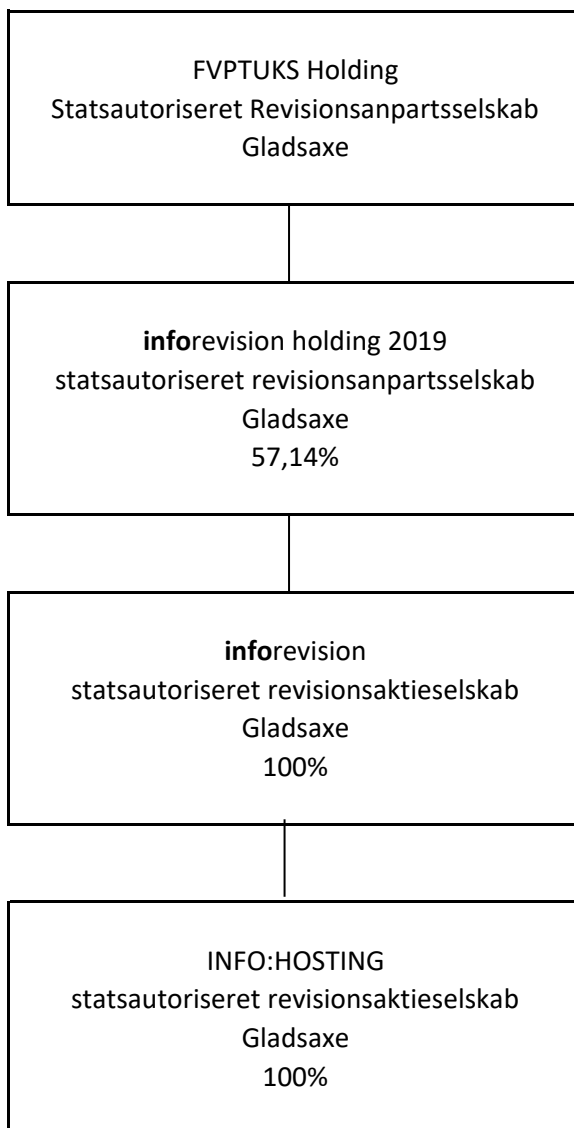 FVPTUKS Holding
Statsautoriseret Revisionsanpartsselskab
Gladsaxe
inforevision holding 2019
statsautoriseret revisionsanpartsselskab
Gladsaxe
57,14%
inforevision
statsautoriseret revisionsaktieselskab
Gladsaxe
100%
INFO:HOSTING
statsautoriseret revisionsaktieselskab
Gladsaxe
100%